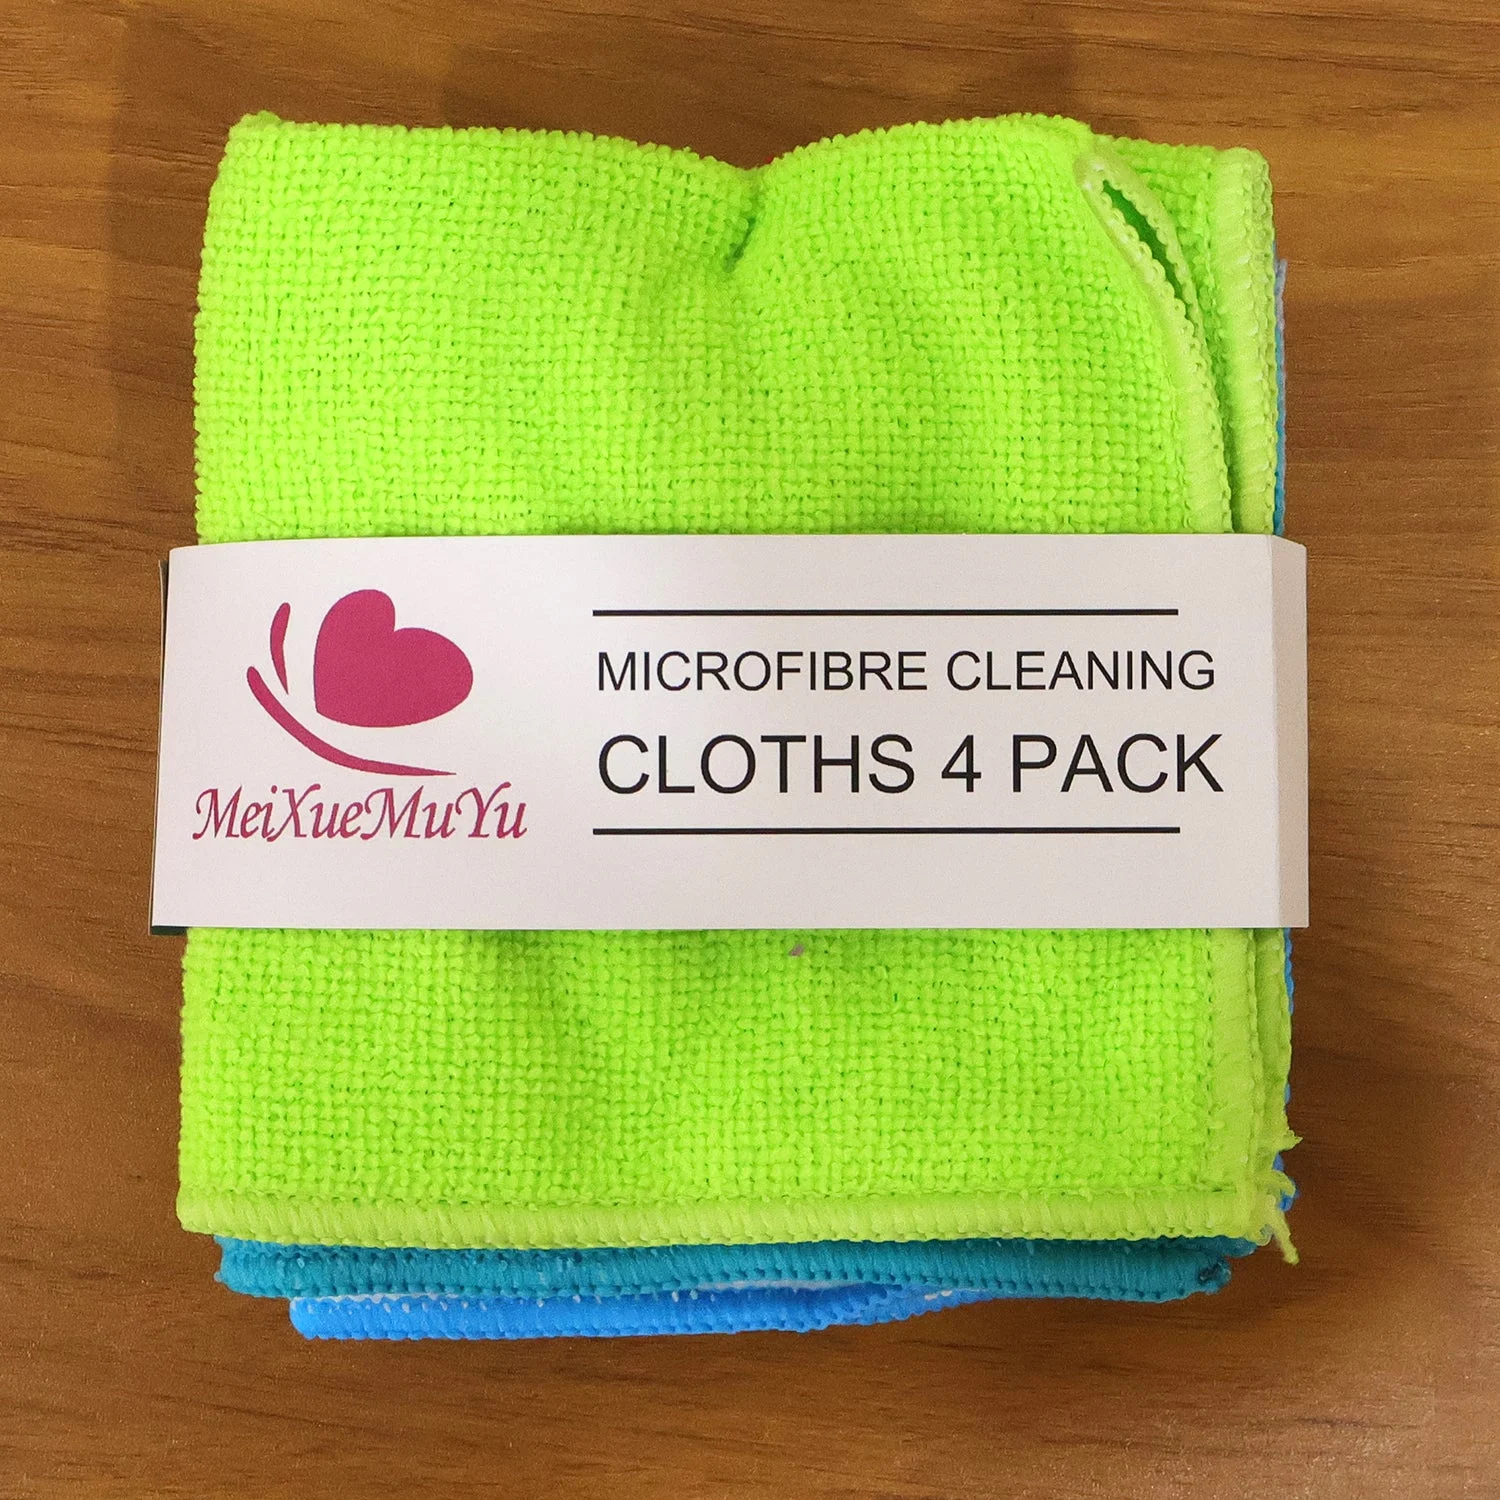 MeiXueMuYu
MICROFIBRE CLEANING
CLOTHS 4 PACK